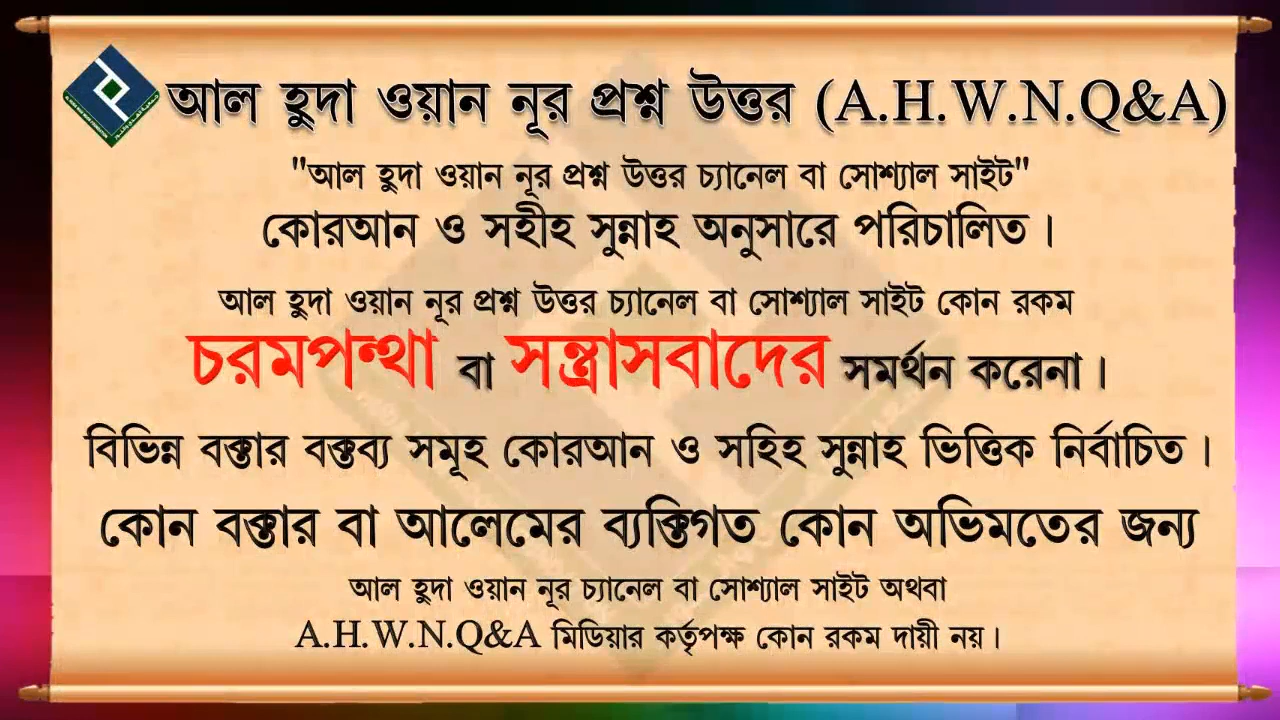 আল হুদা ওয়ান নূর প্রশ্ন উত্তর (A.H.W.N.Q&A)
"আল হুদা ওয়ান নূর প্রশ্ন উত্তর চ্যানেল বা সোশ্যাল সাইট"
কোরআন ও সহীহ সুন্নাহ অনুসারে পরিচালিত।
আল হুদা ওয়ান নূর প্রশ্ন উত্তর চ্যানেল বা সোশ্যাল সাইট কোন রকম
চরমপন্থা বা সন্ত্রাসবাদের সমর্থন করেনা।
বিভিন্ন বক্তার বক্তব্য সমূহ কোরআন ও সহিহ সুন্নাহ ভিত্তিক নির্বাচিত।
কোন বক্তার বা আলেমের ব্যক্তিগত কোন অভিমতের জন্য
আল হুদা ওয়ান নূর চ্যানেল বা সোশ্যাল সাইট অথবা
A.H.W.N.Q&A মিডিয়ার কর্তৃপক্ষ কোন রকম দায়ী নয়।